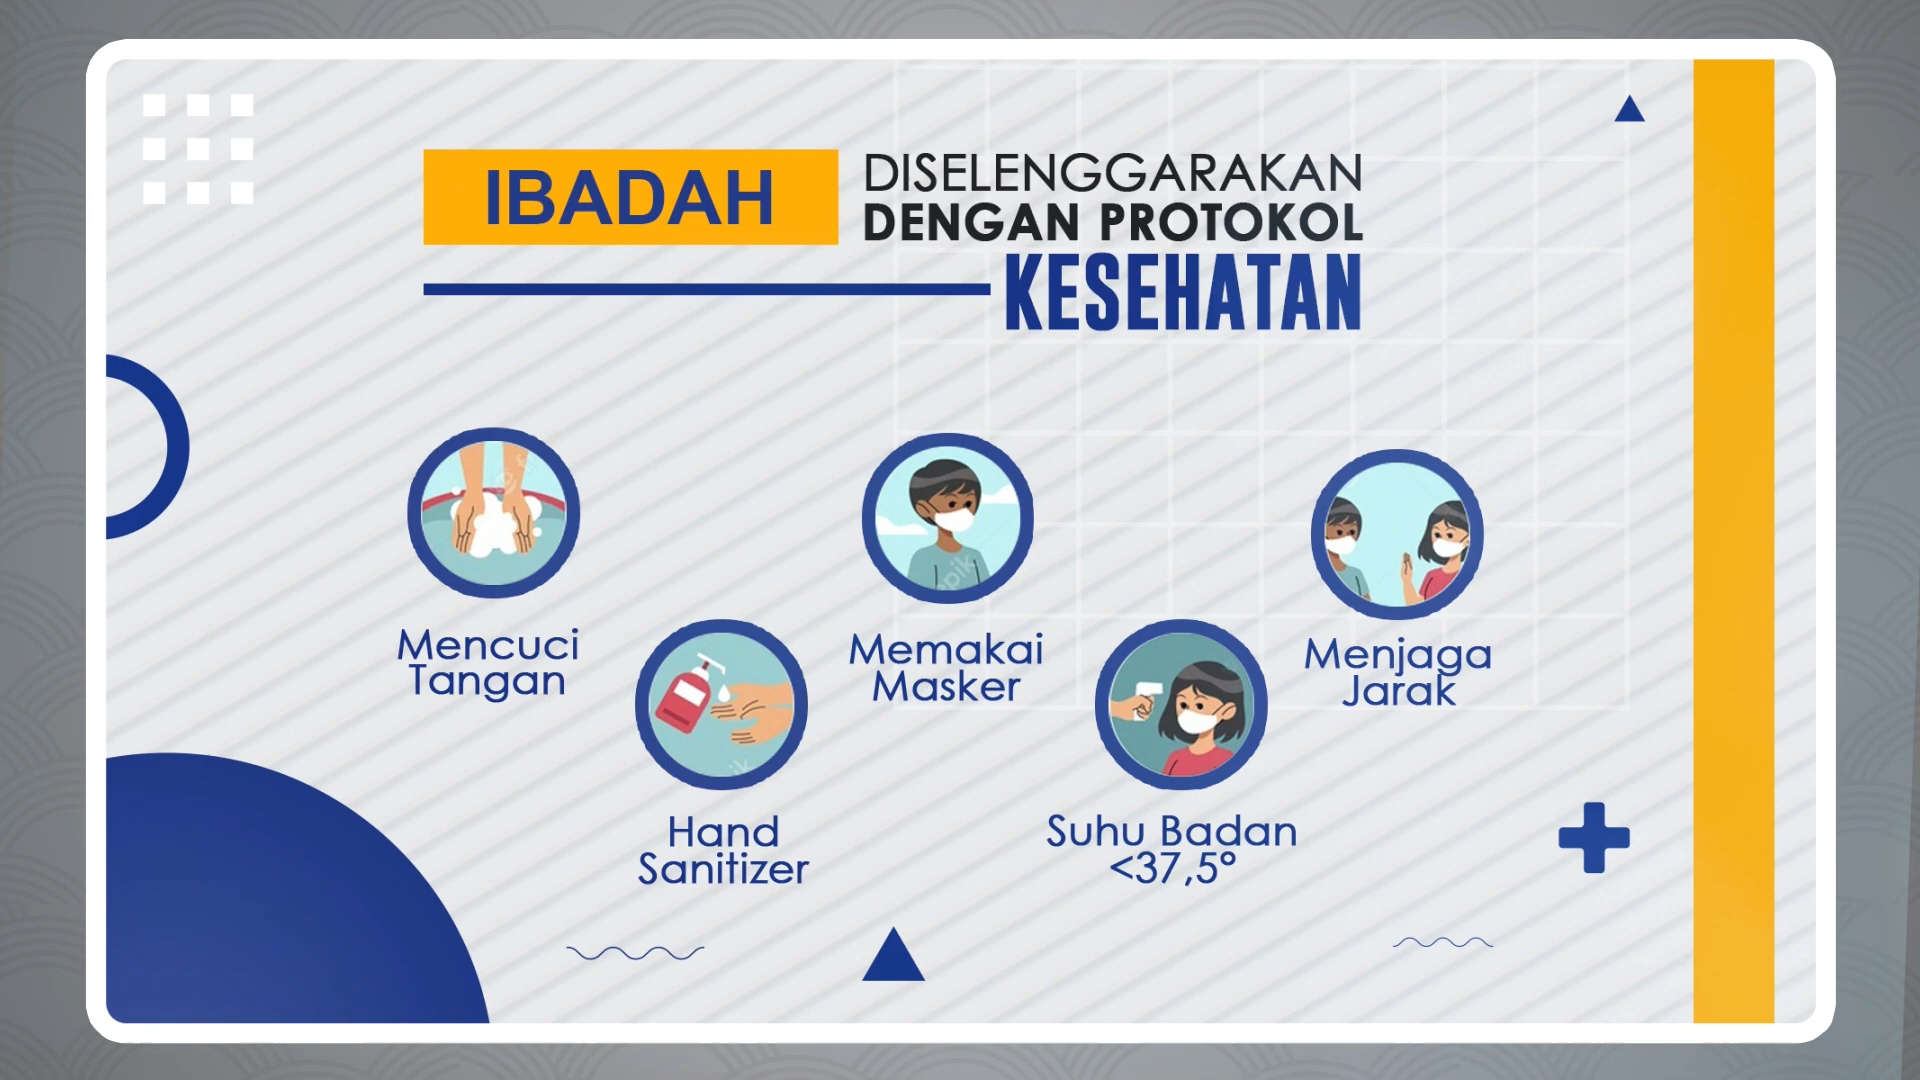 IBADAH
DISELENGGARAKAN
DENGAN PROTOKOL
KESEHATAN
Mencuci
Tangan
Hand
Sanitizer
Memakai
Masker
Suhu Badan
<37,5°
Menjaga
Jarak